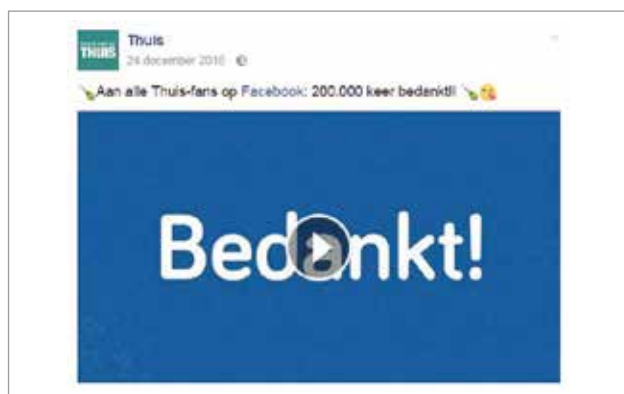 THUIS
Thuis
24 december 2016
Aan alle Thuis-fans op Facebook: 200.000 keer bedankt!!
Bedankt!